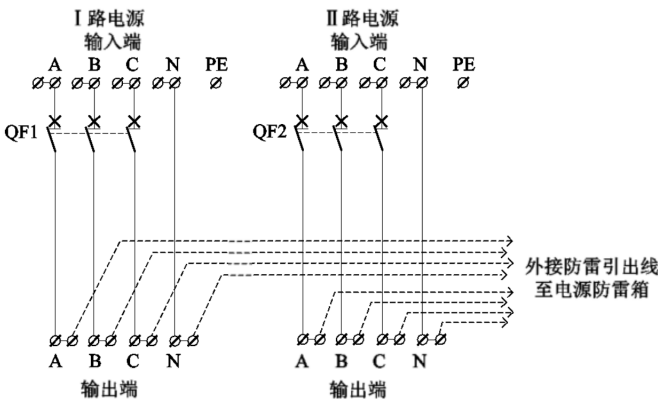 Ⅰ路电源
输入端
A B C N PE
QF1
A B C N
输出端
Ⅱ路电源
输入端
A B C N PE
QF2
A B C N
输出端
外接防雷引出线
至电源防雷箱